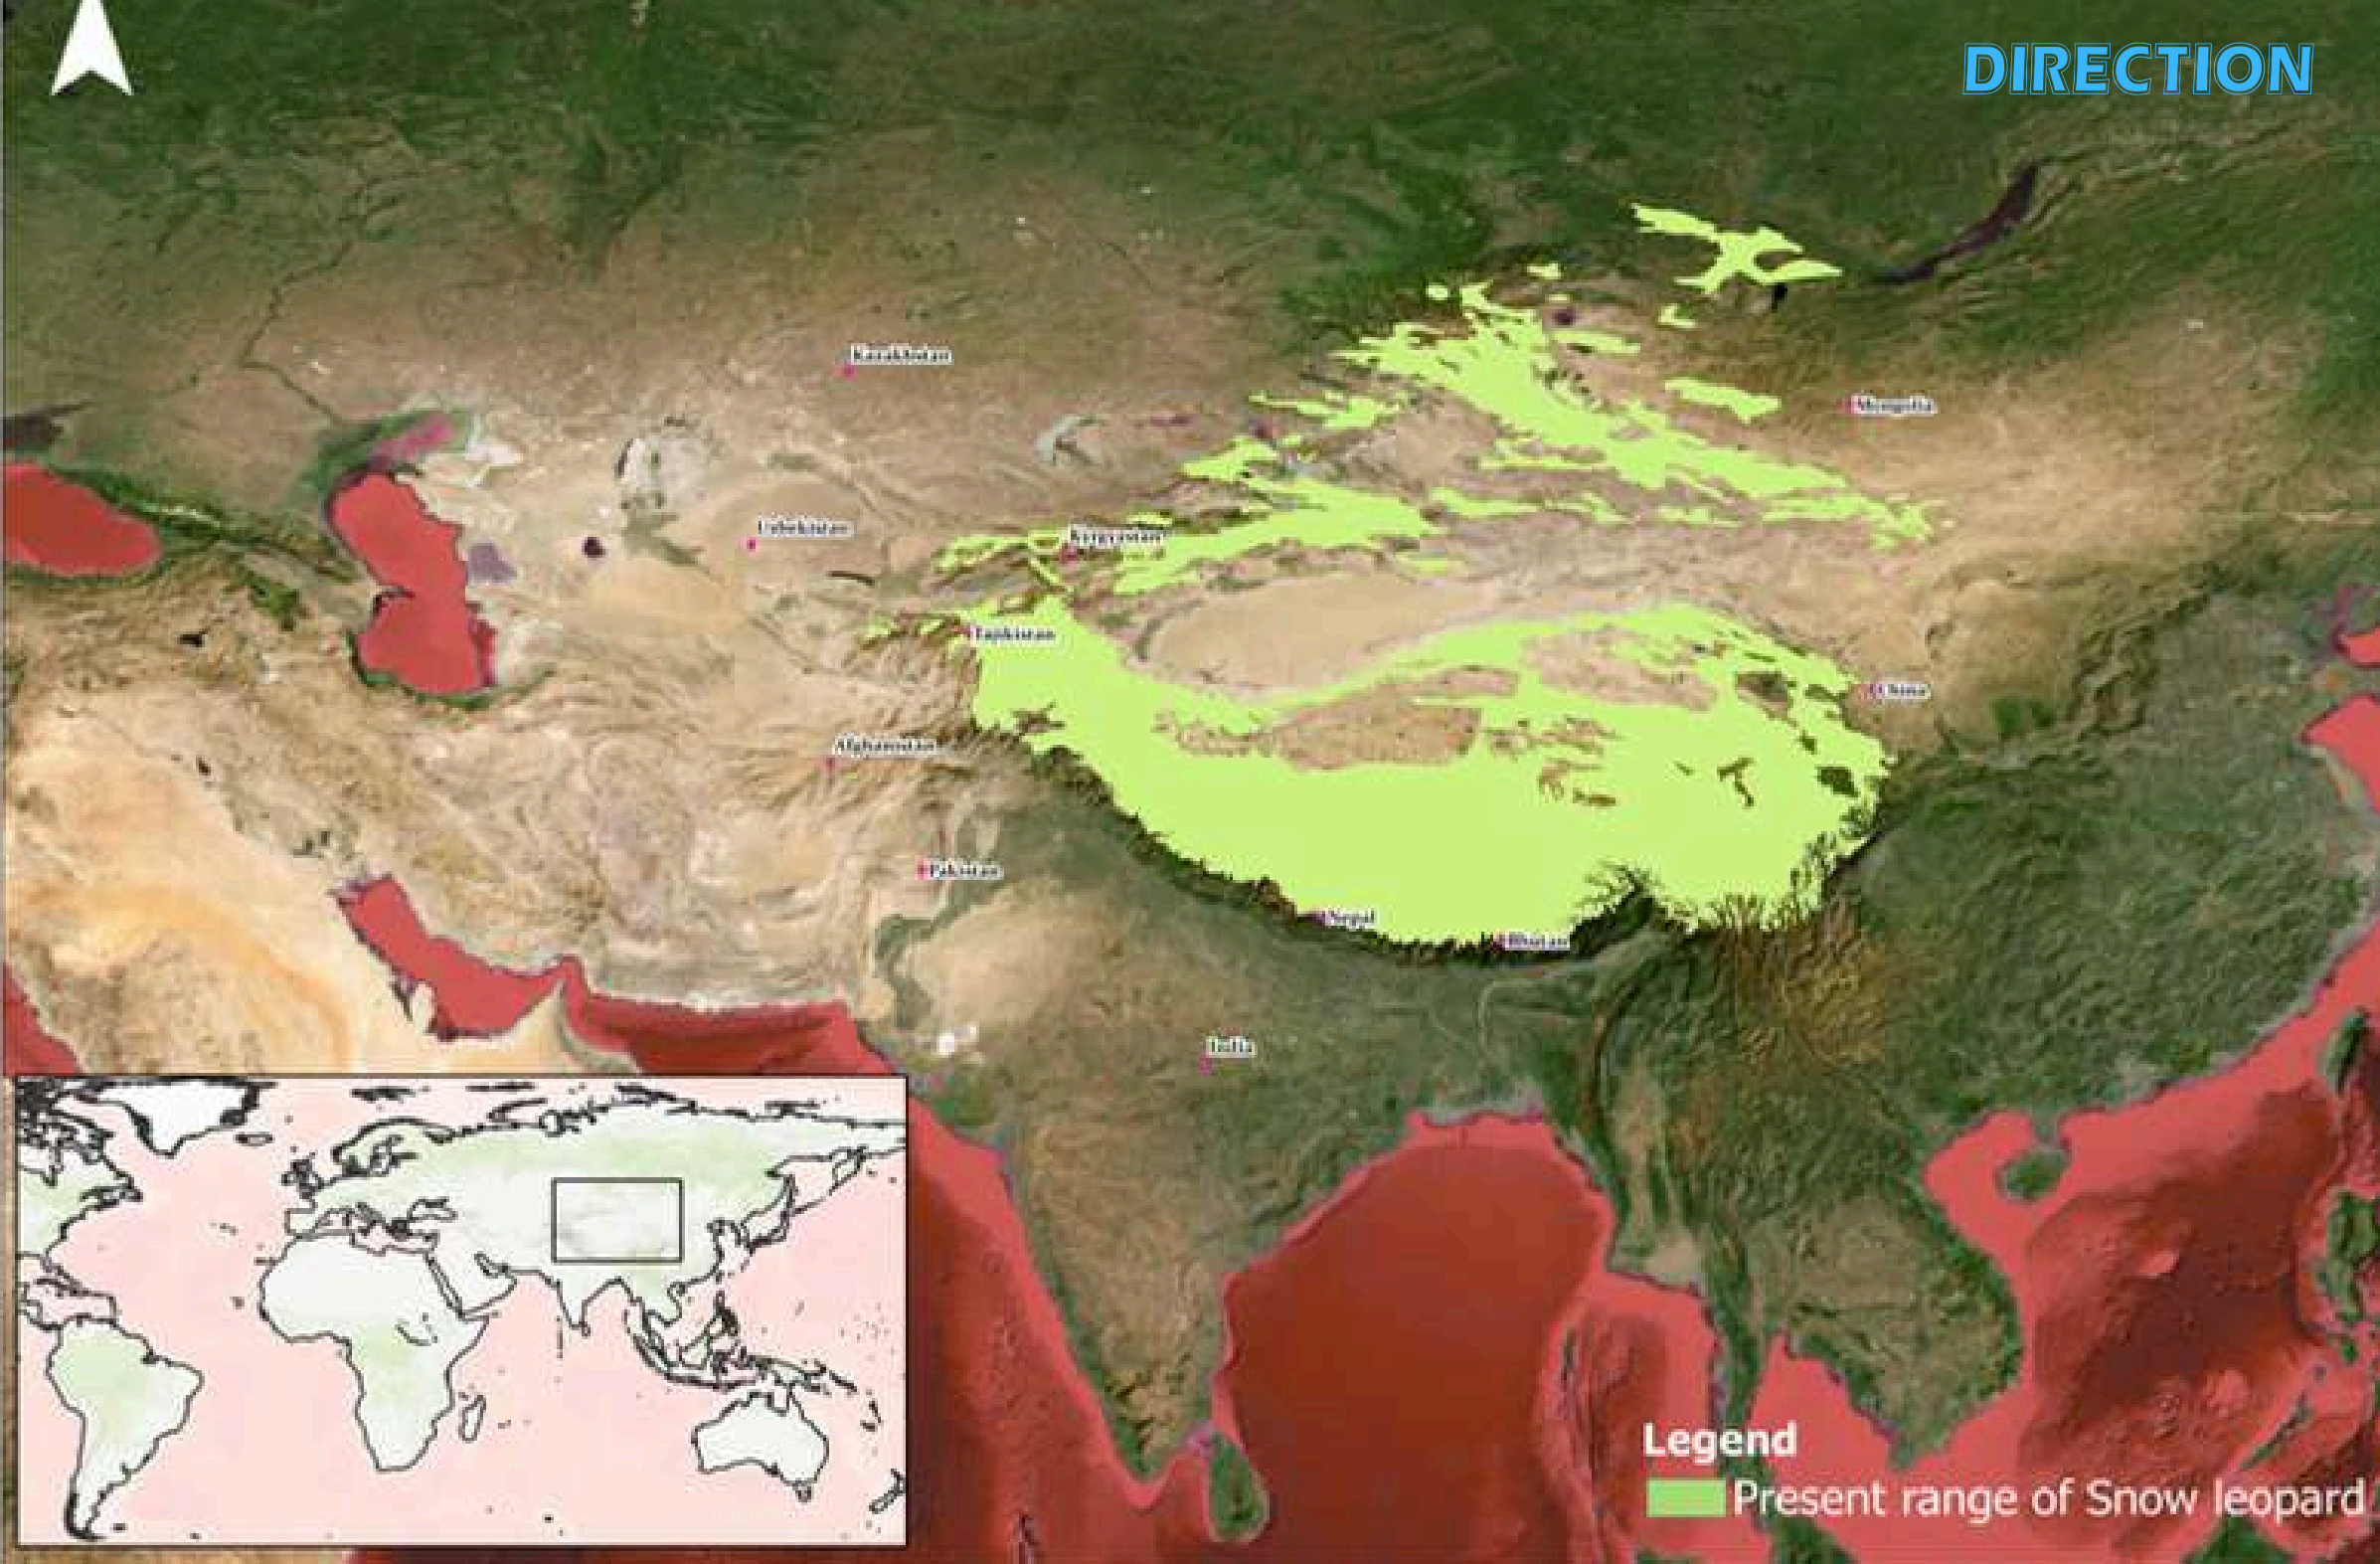 DIRECTION
Kazakhstan
Mongolia
Uzbekistan
Kyrgyzstan
Tajikistan
China
Afghanistan
Pakistan
Nepal
Bhutan
India
Legend
Present range of Snow leopard